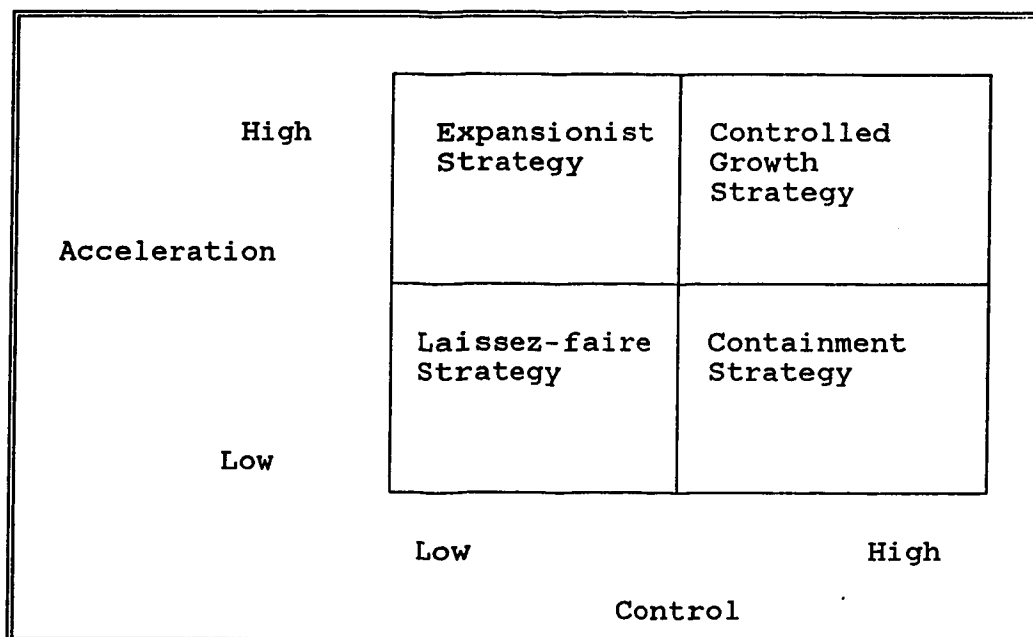 High
Expansionist
Strategy
Controlled
Growth
Strategy
Acceleration
Laissez-faire
Strategy
Containment
Strategy
Low
Low
High
Control